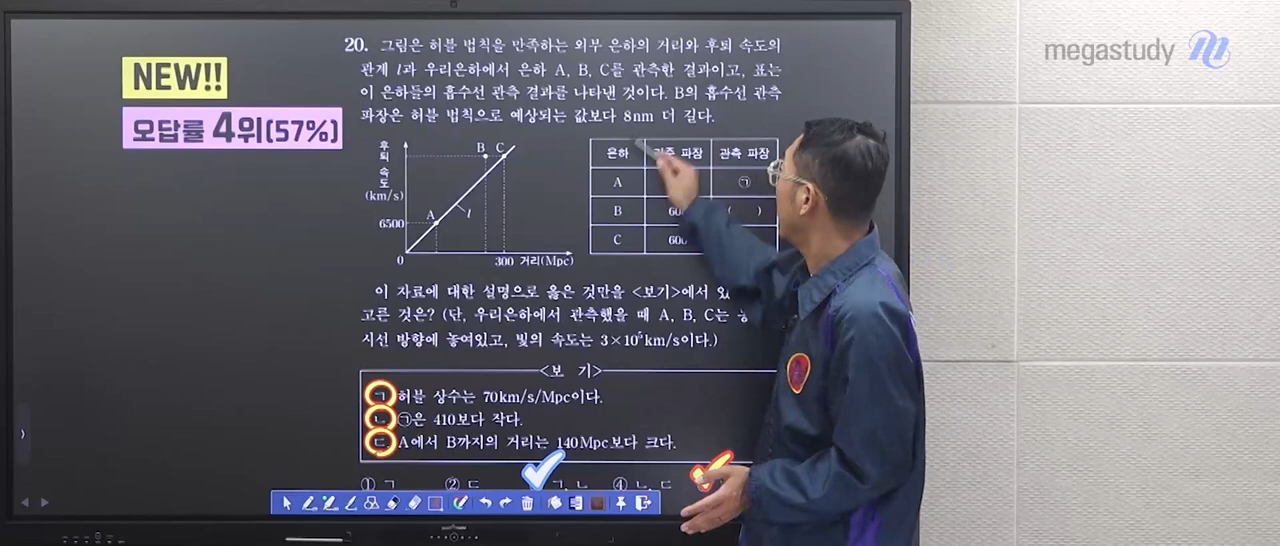 megastudy
NEW!!
오답률 4위(57%)
20. 그림은 허블 법칙을 만족하는 외부 은하의 거리와 후퇴 속도의
관계 l과 우리은하에서 은하 A, B, C를 관측한 결과이고, 표는
이 은하들의 흡수선 관측 결과를 나타낸 것이다. B의 흡수선 관측
파장은 허블 법칙으로 예상되는 값보다 8nm 더 길다.
후퇴 속도
(km/s)
6500
0
A
B
C
l
300 거리(Mpc)
은하 파장 관측 파장
A ㉠
B ( )
C 600
이 자료에 대한 설명으로 옳은 것만을 <보기>에서
고른 것은? (단, 우리은하에서 관측했을 때 A, B, C는
시선 방향에 놓여있고, 빛의 속도는 3×10⁵km/s이다.)
<보 기>
ㄱ. 허블 상수는 70km/s/Mpc이다.
ㄴ. ㉠은 410보다 작다.
ㄷ. A에서 B까지의 거리는 140Mpc보다 크다.
① ㄱ ② ㄷ ㄱ, ㄴ ④ ㄴ, ㄷ